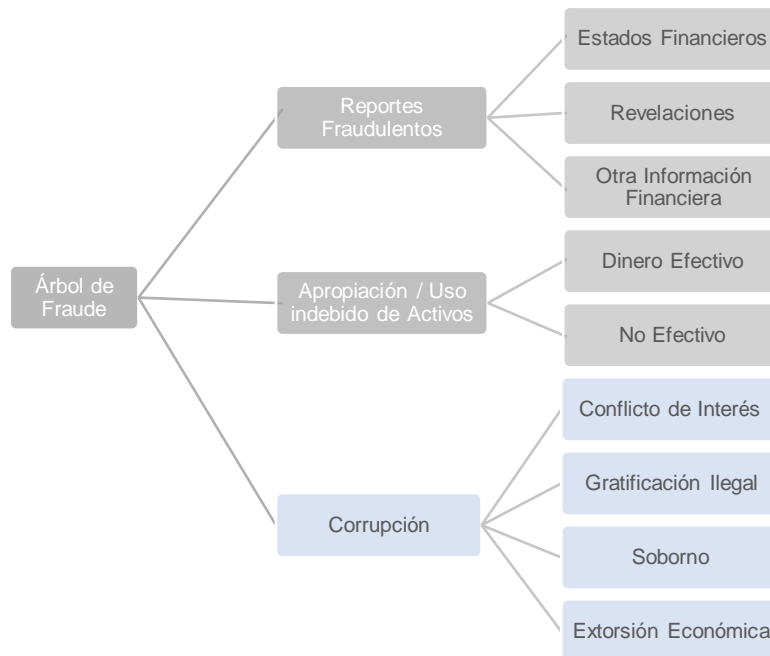 Árbol de
Fraude
Reportes
Fraudulentos
Estados Financieros
Revelaciones
Otra Información
Financiera
Apropiación / Uso
indebido de Activos
Dinero Efectivo
No Efectivo
Corrupción
Conflicto de Interés
Gratificación Ilegal
Soborno
Extorsión Económica